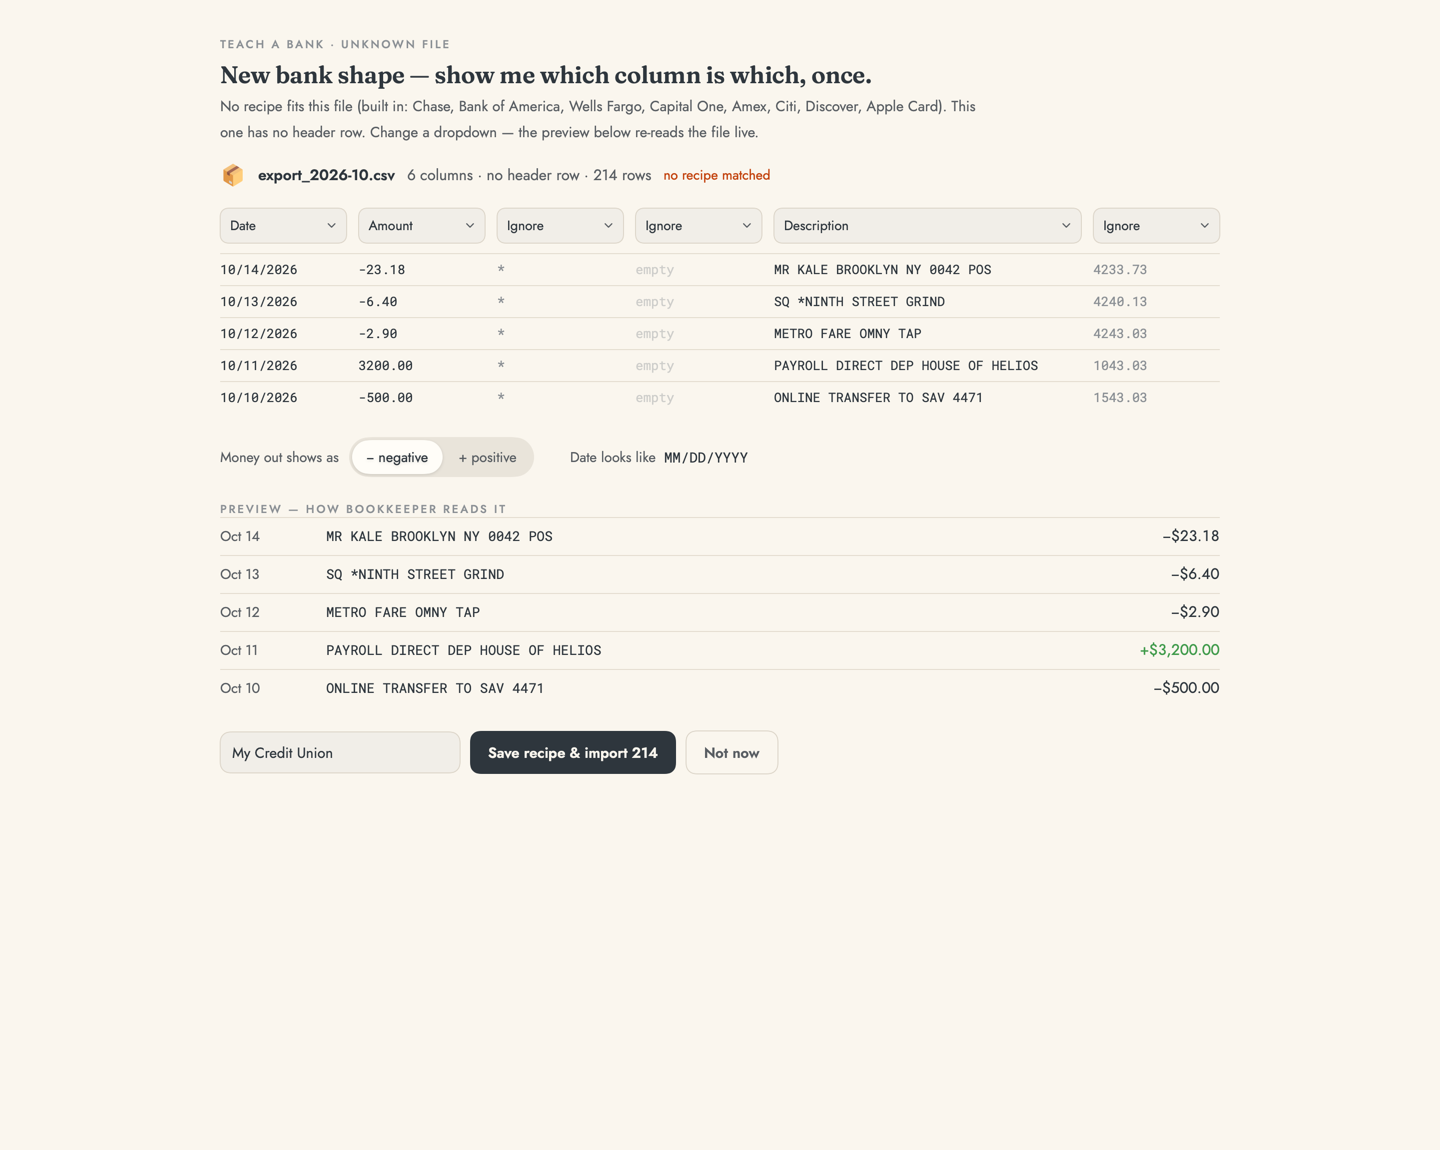 TEACH A BANK · UNKNOWN FILE
New bank shape — show me which column is which, once.
No recipe fits this file (built in: Chase, Bank of America, Wells Fargo, Capital One, Amex, Citi, Discover, Apple Card). This
one has no header row. Change a dropdown — the preview below re-reads the file live.
export_2026-10.csv 6 columns · no header row · 214 rows no recipe matched
Date Amount Ignore Ignore Description Ignore
10/14/2026 -23.18 * empty MR KALE BROOKLYN NY 0042 POS 4233.73
10/13/2026 -6.40 * empty SQ *NINTH STREET GRIND 4240.13
10/12/2026 -2.90 * empty METRO FARE OMNY TAP 4243.03
10/11/2026 3200.00 * empty PAYROLL DIRECT DEP HOUSE OF HELIOS 1043.03
10/10/2026 -500.00 * empty ONLINE TRANSFER TO SAV 4471 1543.03
Money out shows as − negative + positive Date looks like MM/DD/YYYY
PREVIEW — HOW BOOKKEEPER READS IT
Oct 14 MR KALE BROOKLYN NY 0042 POS −$23.18
Oct 13 SQ *NINTH STREET GRIND −$6.40
Oct 12 METRO FARE OMNY TAP −$2.90
Oct 11 PAYROLL DIRECT DEP HOUSE OF HELIOS +$3,200.00
Oct 10 ONLINE TRANSFER TO SAV 4471 −$500.00
My Credit Union Save recipe & import 214 Not now